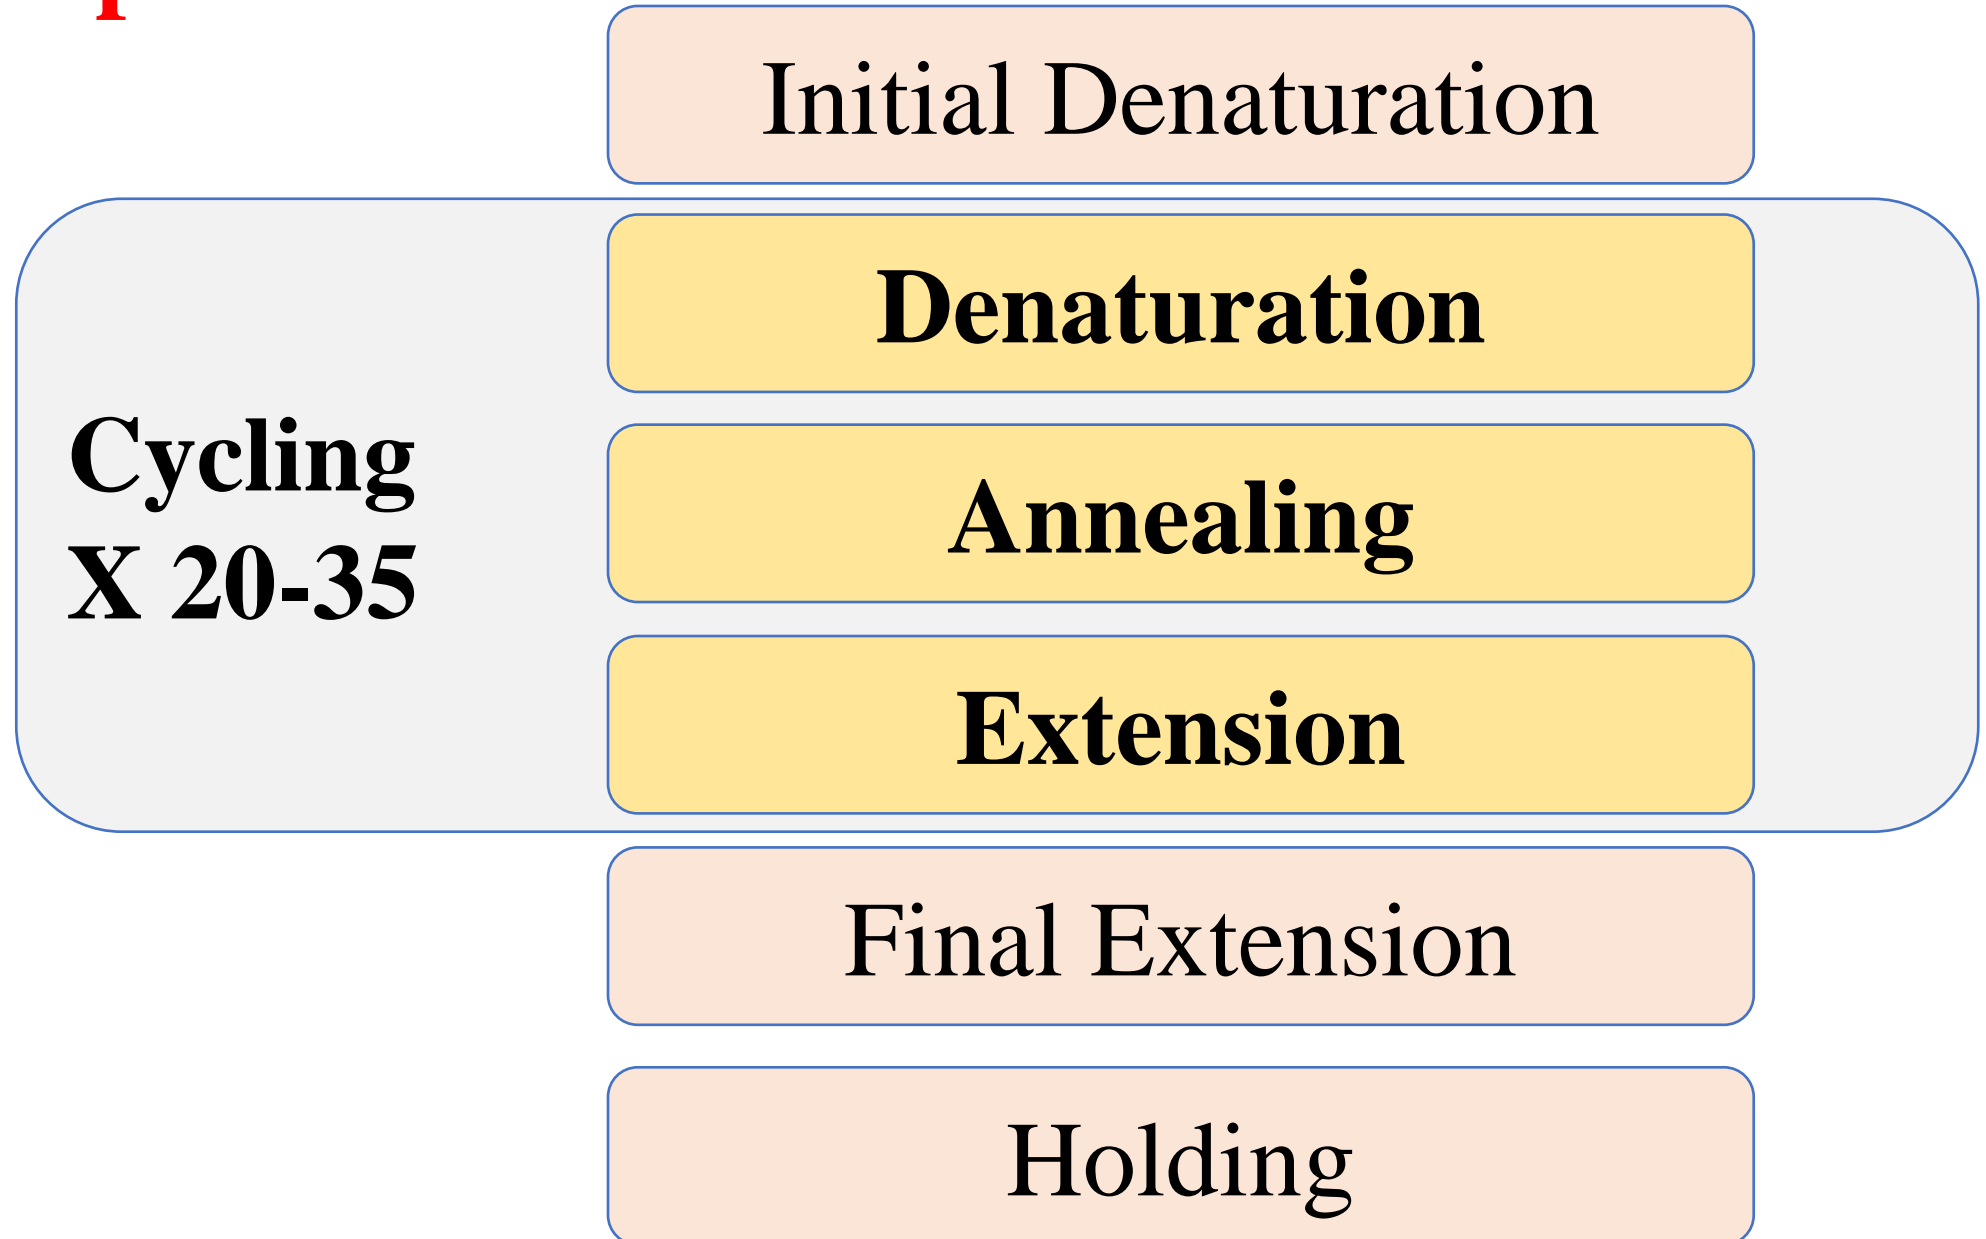 Initial Denaturation
Denaturation
Cycling
X 20-35
Annealing
Extension
Final Extension
Holding